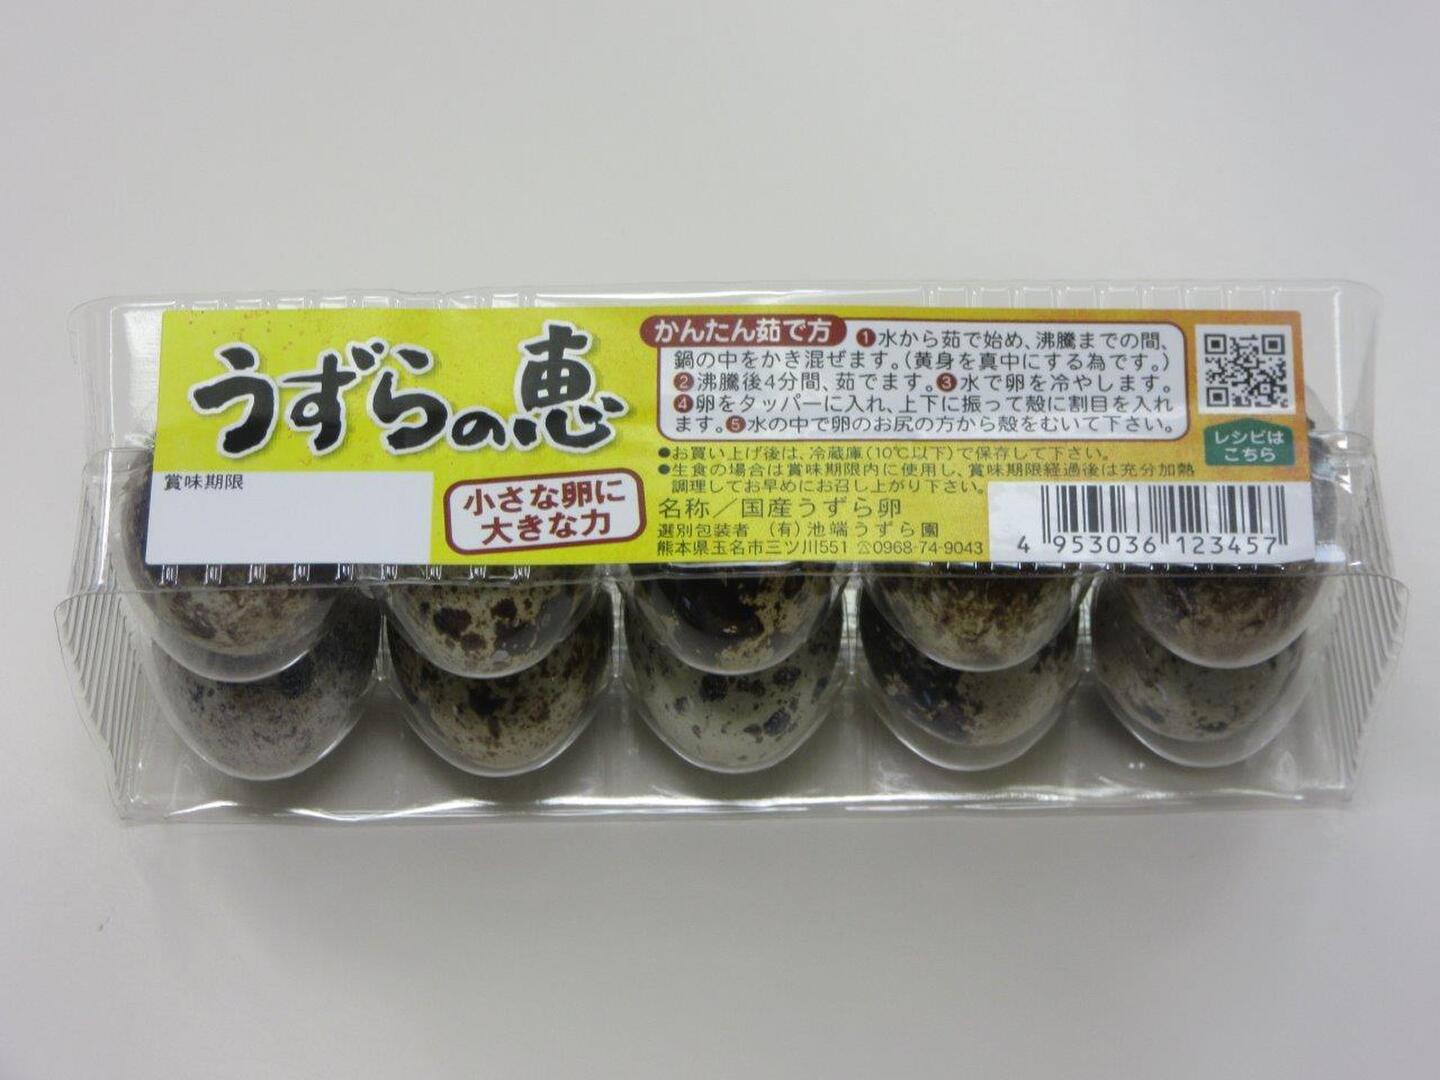 うずらの恵
賞味期限
小さな卵に
大きな力
かんたん茹で方
❶水から茹で始め、沸騰までの間、
鍋の中をかき混ぜます。(黄身を真中にする為です。)
❷沸騰後4分間、茹でます。❸水で卵を冷やします。
❹卵をタッパーに入れ、上下に振って殻に割目を入れ
ます。❺水の中で卵のお尻の方から殻をむいて下さい。
●お買い上げ後は、冷蔵庫(10℃以下)で保存して下さい。
●生食の場合は賞味期限内に使用し、賞味期限経過後は充分加熱
調理してお早めにお召し上がり下さい。
名称/国産うずら卵
選別包装者 (有)池端うずら園
熊本県玉名市三ツ川551 ☎0968-74-9043
レシピは
こちら
4 953036 123457